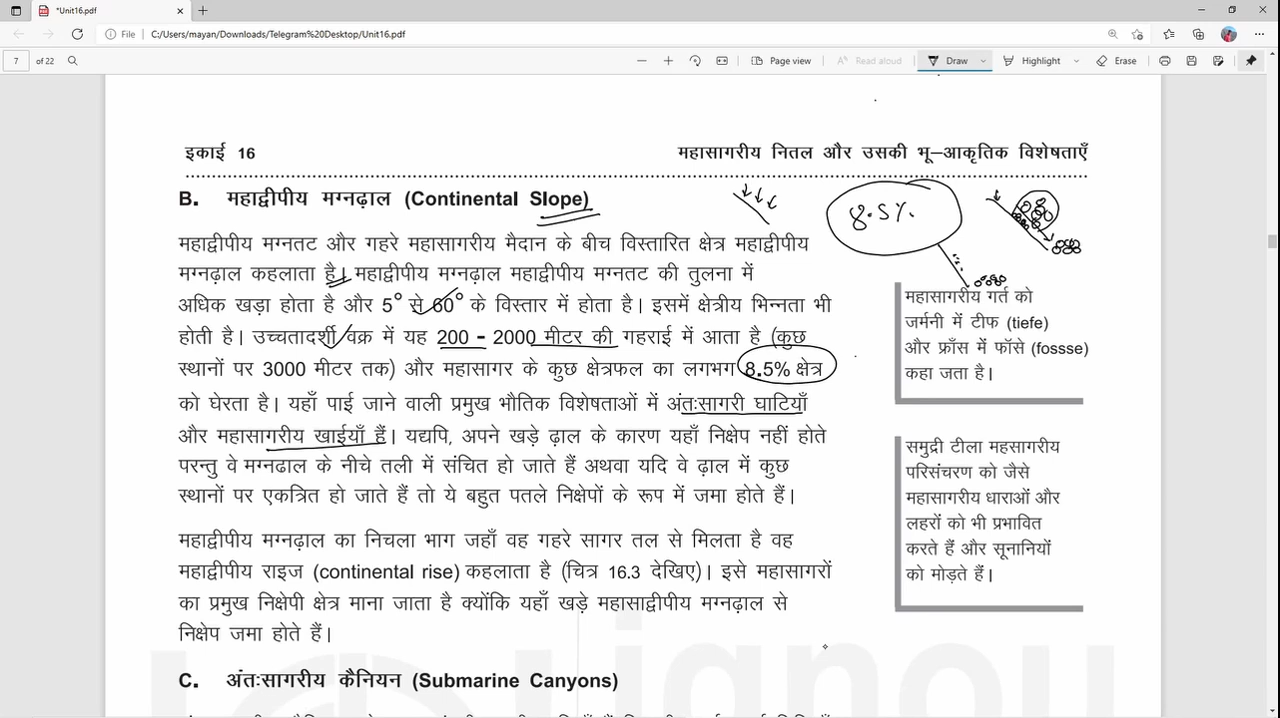 *Unit16.pdf
File
C:/Users/mayan/Downloads/Telegram%20Desktop/Unit16.pdf
7 of 22
Page view
Read aloud
Draw
Highlight
Erase
इकाई 16
महासागरीय नितल और उसकी भू–आकृतिक विशेषताएँ
B. महाद्वीपीय मग्नढ़ाल (Continental Slope)
8.5%
महाद्वीपीय मग्नतट और गहरे महासागरीय मैदान के बीच विस्तारित क्षेत्र महाद्वीपीय
मग्नढ़ाल कहलाता है। महाद्वीपीय मग्नढ़ाल महाद्वीपीय मग्नतट की तुलना में
अधिक खड़ा होता है और 5° से 60° के विस्तार में होता है। इसमें क्षेत्रीय भिन्नता भी
होती है। उच्चतादर्शी वक्र में यह 200 - 2000 मीटर की गहराई में आता है (कुछ
स्थानों पर 3000 मीटर तक) और महासागर के कुछ क्षेत्रफल का लगभग 8.5% क्षेत्र
को घेरता है। यहाँ पाई जाने वाली प्रमुख भौतिक विशेषताओं में अंतःसागरी घाटियाँ
और महासागरीय खाईयाँ हैं। यद्यपि, अपने खड़े ढ़ाल के कारण यहाँ निक्षेप नहीं होते
परन्तु वे मग्नढाल के नीचे तली में संचित हो जाते हैं अथवा यदि वे ढ़ाल में कुछ
स्थानों पर एकत्रित हो जाते हैं तो ये बहुत पतले निक्षेपों के रूप में जमा होते हैं।
महाद्वीपीय मग्नढ़ाल का निचला भाग जहाँ वह गहरे सागर तल से मिलता है वह
महाद्वीपीय राइज (continental rise) कहलाता है (चित्र 16.3 देखिए)। इसे महासागरों
का प्रमुख निक्षेपी क्षेत्र माना जाता है क्योंकि यहाँ खड़े महासाद्वीपीय मग्नढ़ाल से
निक्षेप जमा होते हैं।
महासागरीय गर्त को
जर्मनी में टीफ (tiefe)
और फ्राँस में फॉसे (fossse)
कहा जता है।
समुद्री टीला महसागरीय
परिसंचरण को जैसे
महासागरीय धाराओं और
लहरों को भी प्रभावित
करते हैं और सूनानियों
को मोड़ते हैं।
ignou
C. अंतःसागरीय कैनियन (Submarine Canyons)